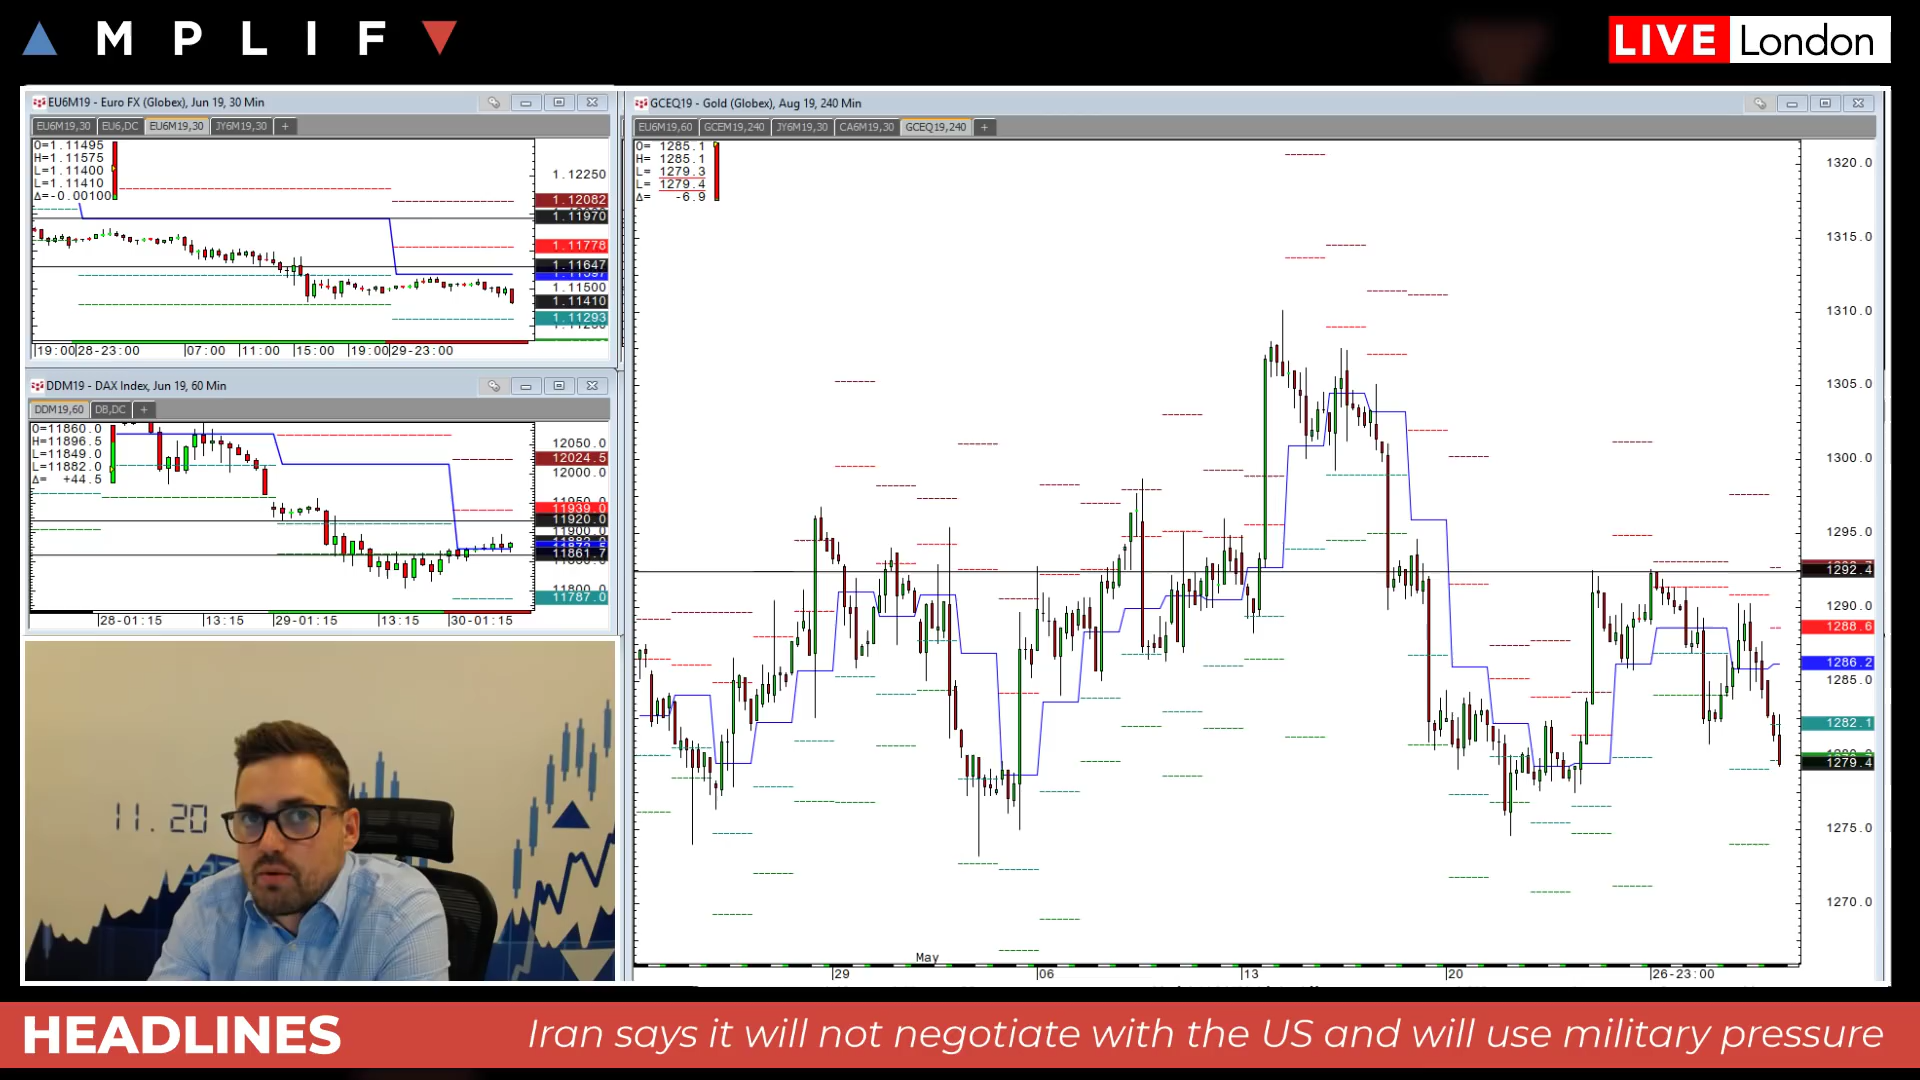 MPLIF
LIVE London
EU6M19 - Euro FX (Globex), Jun 19, 30 Min
EU6M19,30 EU6,DC EU6M19,30 JY6M19,30 +
O=1.11495
H=1.11575
L=1.11400
L=1.11410
Δ=-0.00100
1.12250
1.12082
1.11970
1.11778
1.11647
1.11500
1.11410
1.11293
19:00 28-23:00 07:00 11:00 15:00 19:00 29-23:00
DDM19 - DAX Index, Jun 19, 60 Min
DDM19,60 DB,DC +
O=11860.0
H=11896.5
L=11849.0
L=11882.0
Δ= +44.5
12050.0
12024.5
12000.0
11939.0
11920.0
11861.7
11787.0
28-01:15 13:15 29-01:15 13:15 30-01:15
11.20
GCEQ19 - Gold (Globex), Aug 19, 240 Min
EU6M19,60 GCEM19,240 JY6M19,30 CA6M19,30 GCEQ19,240 +
O= 1285.1
H= 1285.1
L= 1279.3
L= 1279.4
Δ= -6.9
1320.0
1315.0
1310.0
1305.0
1300.0
1295.0
1292.4
1290.0
1288.6
1286.2
1285.0
1282.1
1279.4
1275.0
1270.0
May
29 06 13 20 26-23:00
HEADLINES Iran says it will not negotiate with the US and will use military pressure